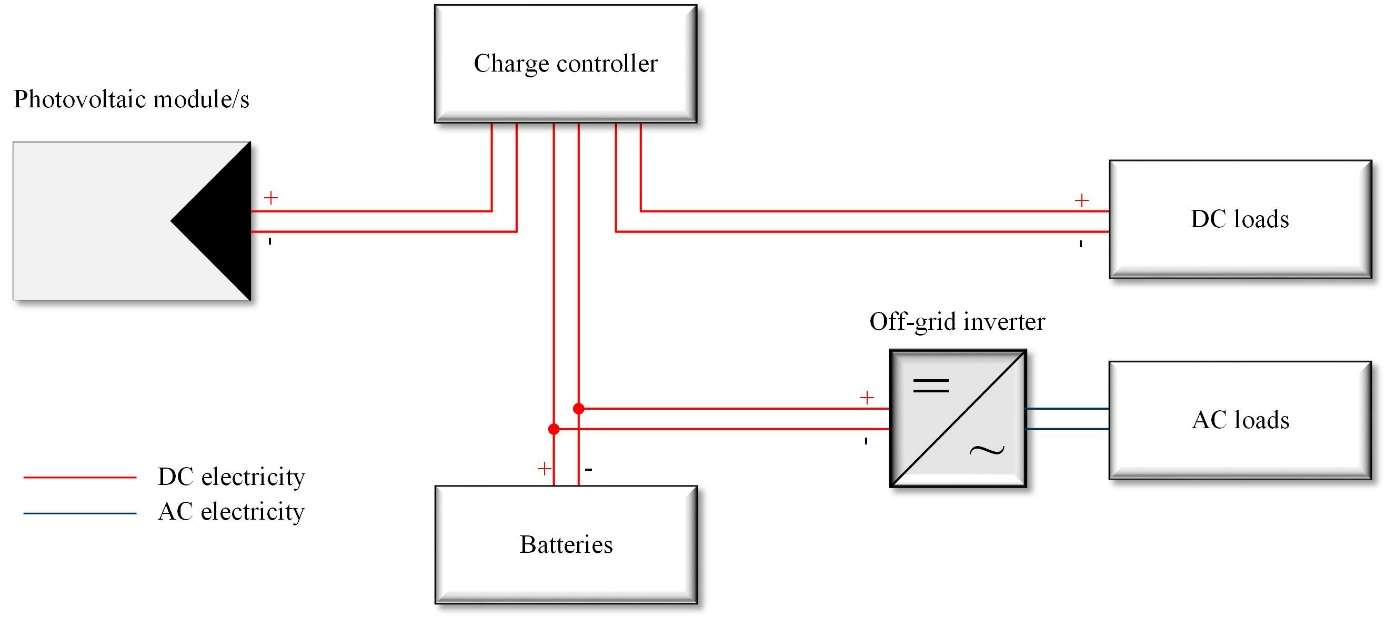 Charge controller
Photovoltaic module/s
+
-
+
-
DC loads
Off-grid inverter
+
-
AC loads
+ -
DC electricity
AC electricity
Batteries